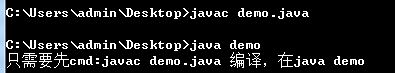 C:\Users\admin\Desktop>javac demo.java
C:\Users\admin\Desktop>java demo
只需要先cmd:javac demo.java 编译，在java demo